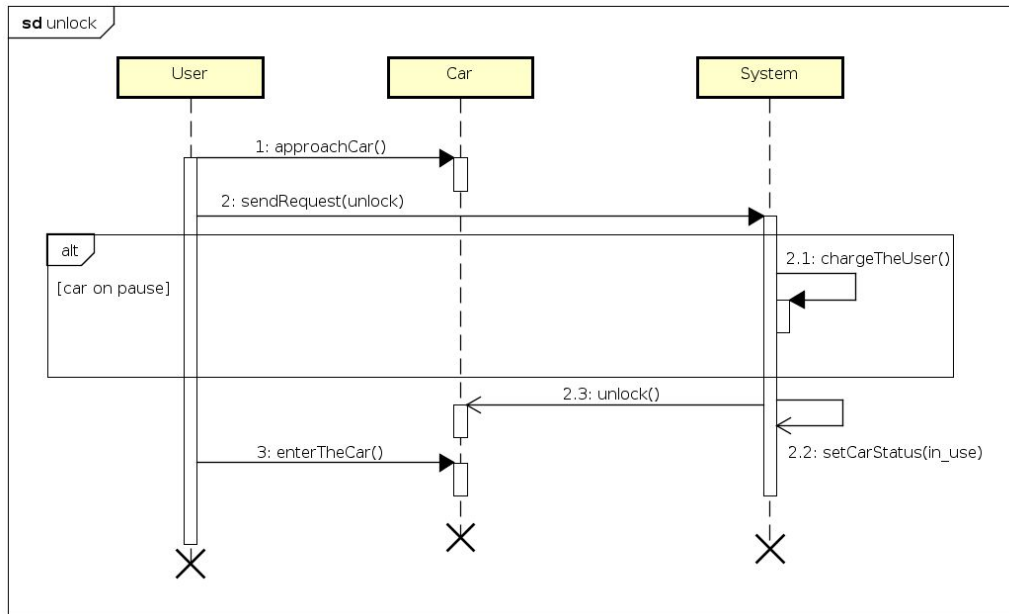 sd unlock
User
Car
System
1: approachCar()
2: sendRequest(unlock)
alt
2.1: chargeTheUser()
[car on pause]
2.3: unlock()
3: enterTheCar()
2.2: setCarStatus(in_use)